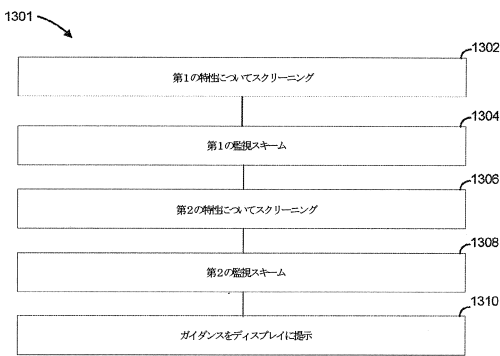 1301
1302
第1の特性についてスクリーニング
1304
第1の監視スキーム
1306
第2の特性についてスクリーニング
1308
第2の監視スキーム
1310
ガイダンスをディスプレイに提示